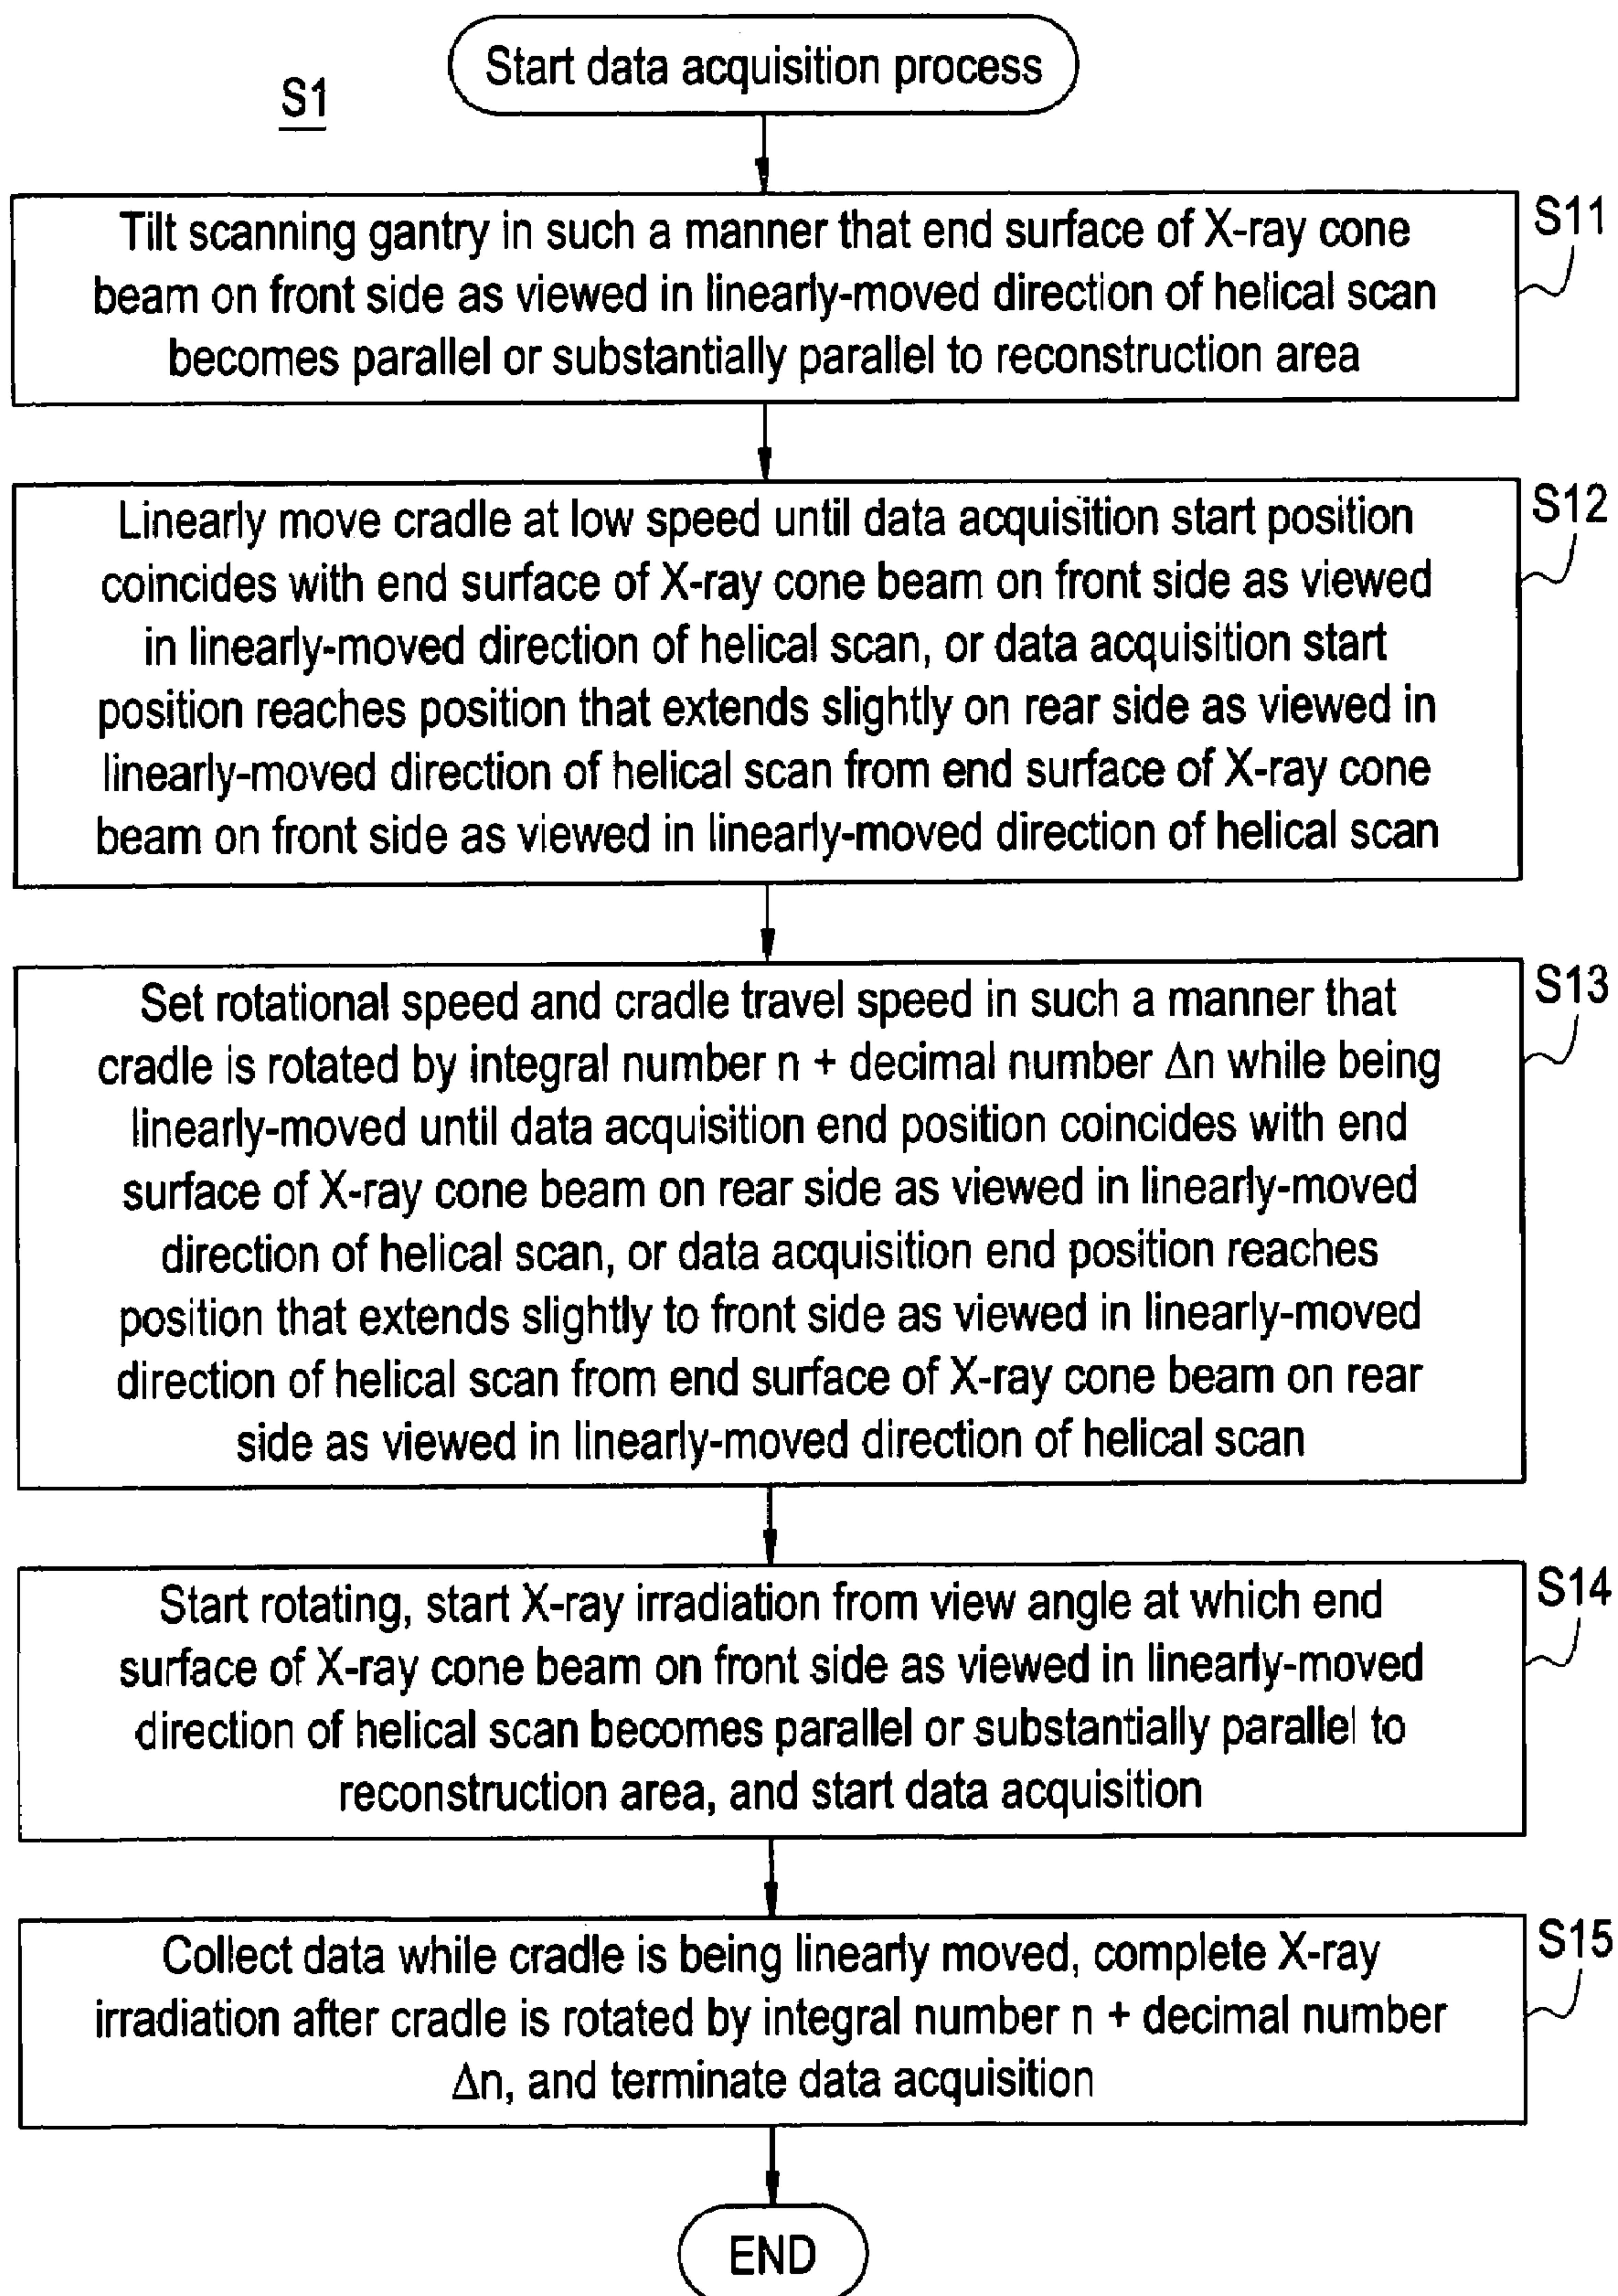 Start data acquisition process
S1
Tilt scanning gantry in such a manner that end surface of X-ray cone
beam on front side as viewed in linearly-moved direction of helical scan
becomes parallel or substantially parallel to reconstruction area
S11
Linearly move cradle at low speed until data acquisition start position
coincides with end surface of X-ray cone beam on front side as viewed
in linearly-moved direction of helical scan, or data acquisition start
position reaches position that extends slightly on rear side as viewed in
linearly-moved direction of helical scan from end surface of X-ray cone
beam on front side as viewed in linearly-moved direction of helical scan
S12
Set rotational speed and cradle travel speed in such a manner that
cradle is rotated by integral number n + decimal number Δn while being
linearly-moved until data acquisition end position coincides with end
surface of X-ray cone beam on rear side as viewed in linearly-moved
direction of helical scan, or data acquisition end position reaches
position that extends slightly to front side as viewed in linearly-moved
direction of helical scan from end surface of X-ray cone beam on rear
side as viewed in linearly-moved direction of helical scan
S13
Start rotating, start X-ray irradiation from view angle at which end
surface of X-ray cone beam on front side as viewed in linearly-moved
direction of helical scan becomes parallel or substantially parallel to
reconstruction area, and start data acquisition
S14
Collect data while cradle is being linearly moved, complete X-ray
irradiation after cradle is rotated by integral number n + decimal number
Δn, and terminate data acquisition
S15
END